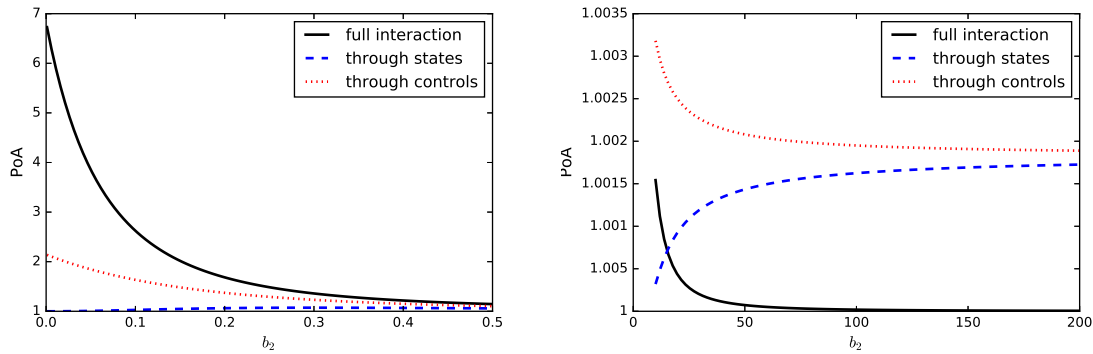 7
6
5
4
3
2
1
PoA
0.0 0.1 0.2 0.3 0.4 0.5
b2
full interaction
through states
through controls
1.0035
1.003
1.0025
1.002
1.0015
1.001
1.005
1
PoA
0 50 100 150 200
b2
full interaction
through states
through controls